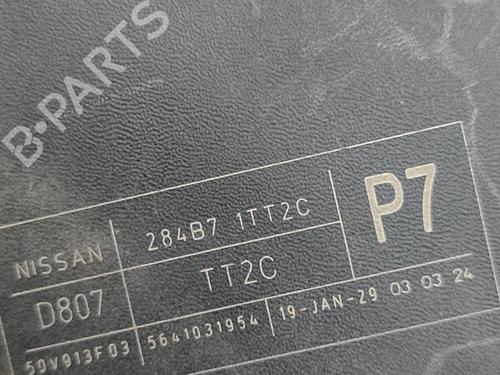 B·PARTS
NISSAN 284B7 1TT2C P7
D807 TT2C
50V913F03 5641031954 19-JAN-29 03 03 24